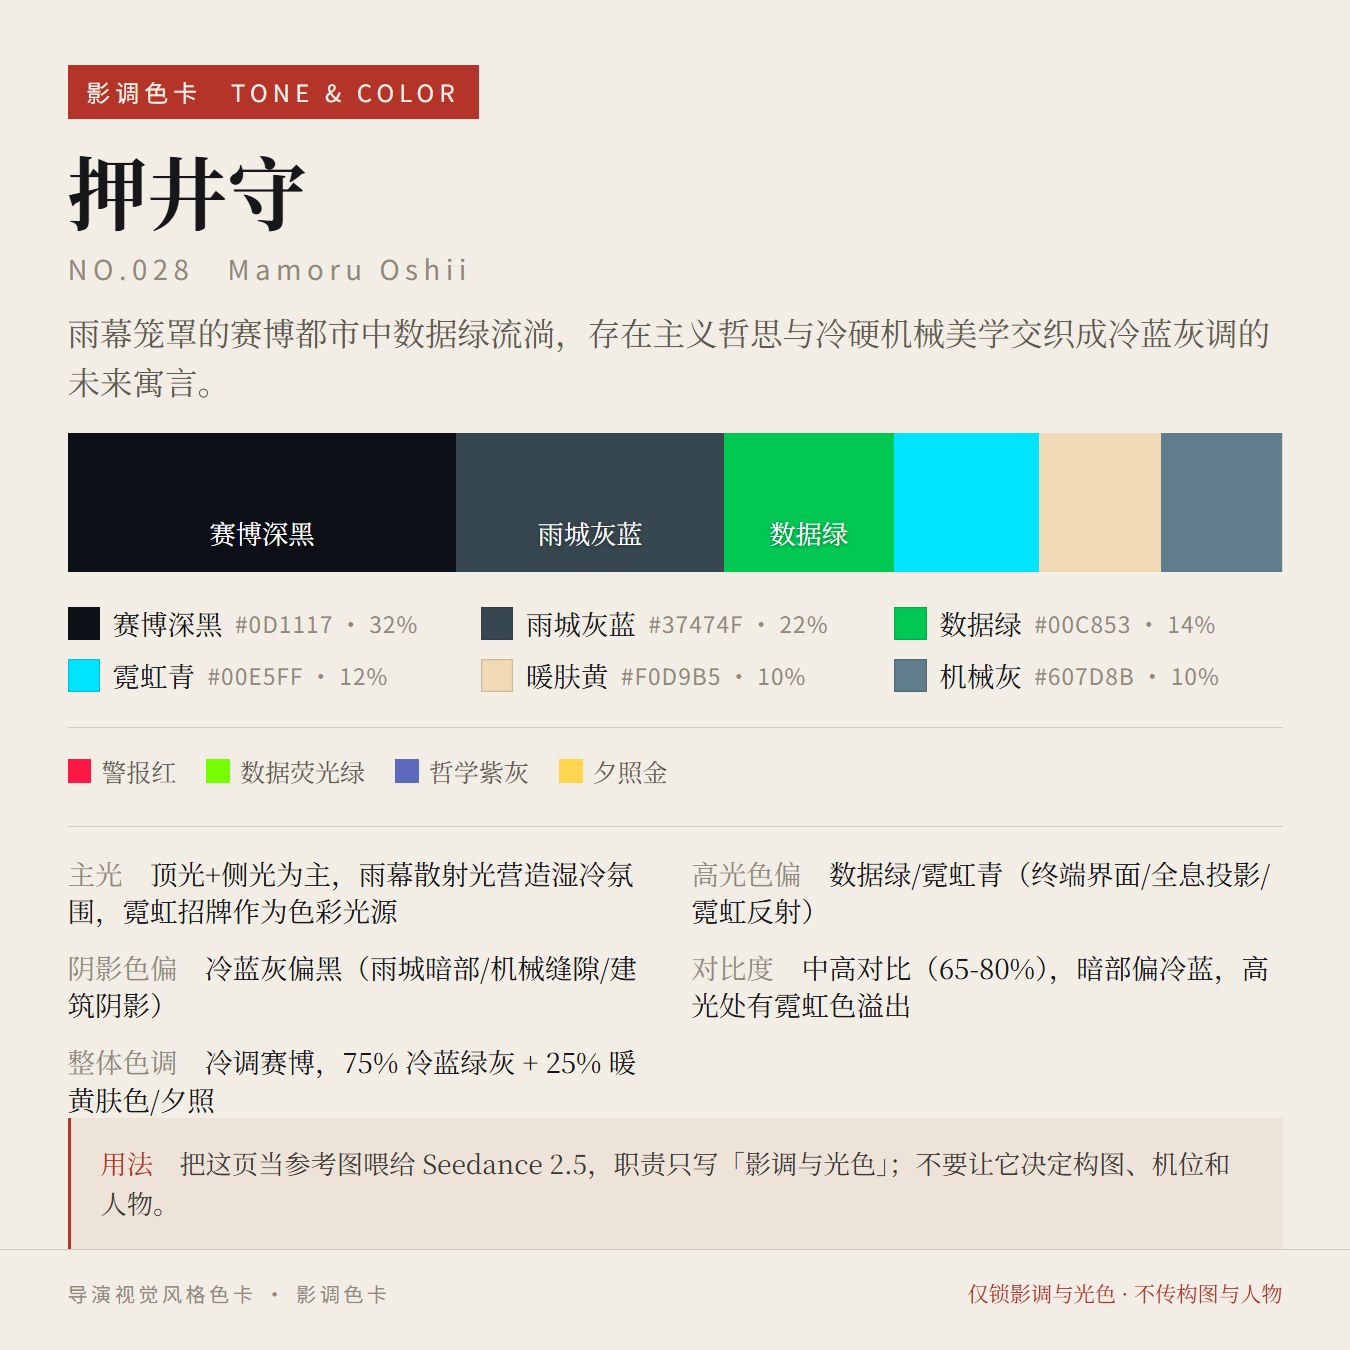 影调色卡 TONE & COLOR
押井守
NO.028 Mamoru Oshii
雨幕笼罩的赛博都市中数据绿流淌，存在主义哲思与冷硬机械美学交织成冷蓝灰调的
未来寓言。
赛博深黑 雨城灰蓝 数据绿
赛博深黑 #0D1117 • 32% 雨城灰蓝 #37474F • 22% 数据绿 #00C853 • 14%
霓虹青 #00E5FF • 12% 暖肤黄 #F0D9B5 • 10% 机械灰 #607D8B • 10%
警报红 数据荧光绿 哲学紫灰 夕照金
主光 顶光+侧光为主，雨幕散射光营造湿冷氛
围，霓虹招牌作为色彩光源
高光色偏 数据绿/霓虹青（终端界面/全息投影/
霓虹反射）
阴影色偏 冷蓝灰偏黑（雨城暗部/机械缝隙/建
筑阴影）
对比度 中高对比（65-80%），暗部偏冷蓝，高
光处有霓虹色溢出
整体色调 冷调赛博，75% 冷蓝绿灰 + 25% 暖
黄肤色/夕照
用法 把这页当参考图喂给 Seedance 2.5，职责只写「影调与光色」；不要让它决定构图、机位和
人物。
导演视觉风格色卡 • 影调色卡
仅锁影调与光色 · 不传构图与人物